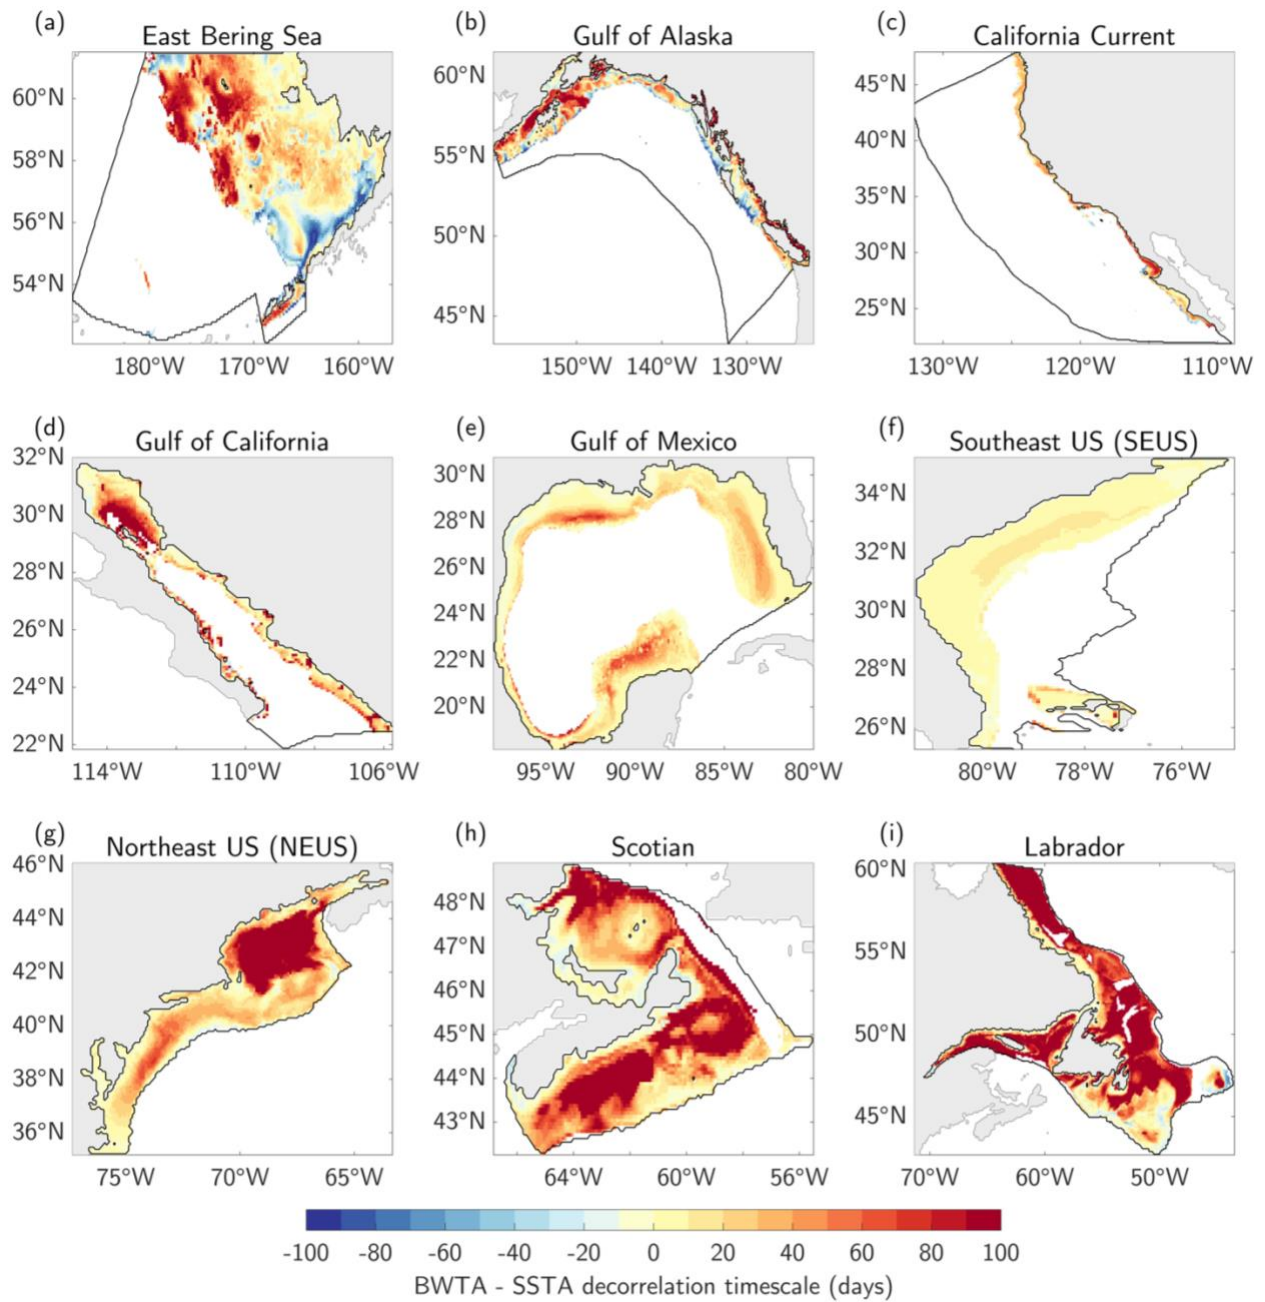 (a) East Bering Sea
60°N
58°N
56°N
54°N
180°W 170°W 160°W
(b) Gulf of Alaska
60°N
55°N
50°N
45°N
150°W 140°W 130°W
(c) California Current
45°N
40°N
35°N
30°N
25°N
130°W 120°W 110°W
(d) Gulf of California
32°N
30°N
28°N
26°N
24°N
22°N
114°W 110°W 106°W
(e) Gulf of Mexico
30°N
28°N
26°N
24°N
22°N
20°N
95°W 90°W 85°W 80°W
(f) Southeast US (SEUS)
34°N
32°N
30°N
28°N
26°N
80°W 78°W 76°W
(g) Northeast US (NEUS)
46°N
44°N
42°N
40°N
38°N
36°N
75°W 70°W 65°W
(h) Scotian
48°N
47°N
46°N
45°N
44°N
43°N
64°W 60°W 56°W
(i) Labrador
60°N
55°N
50°N
45°N
70°W 60°W 50°W
-100 -80 -60 -40 -20 0 20 40 60 80 100
BWTA - SSTA decorrelation timescale (days)